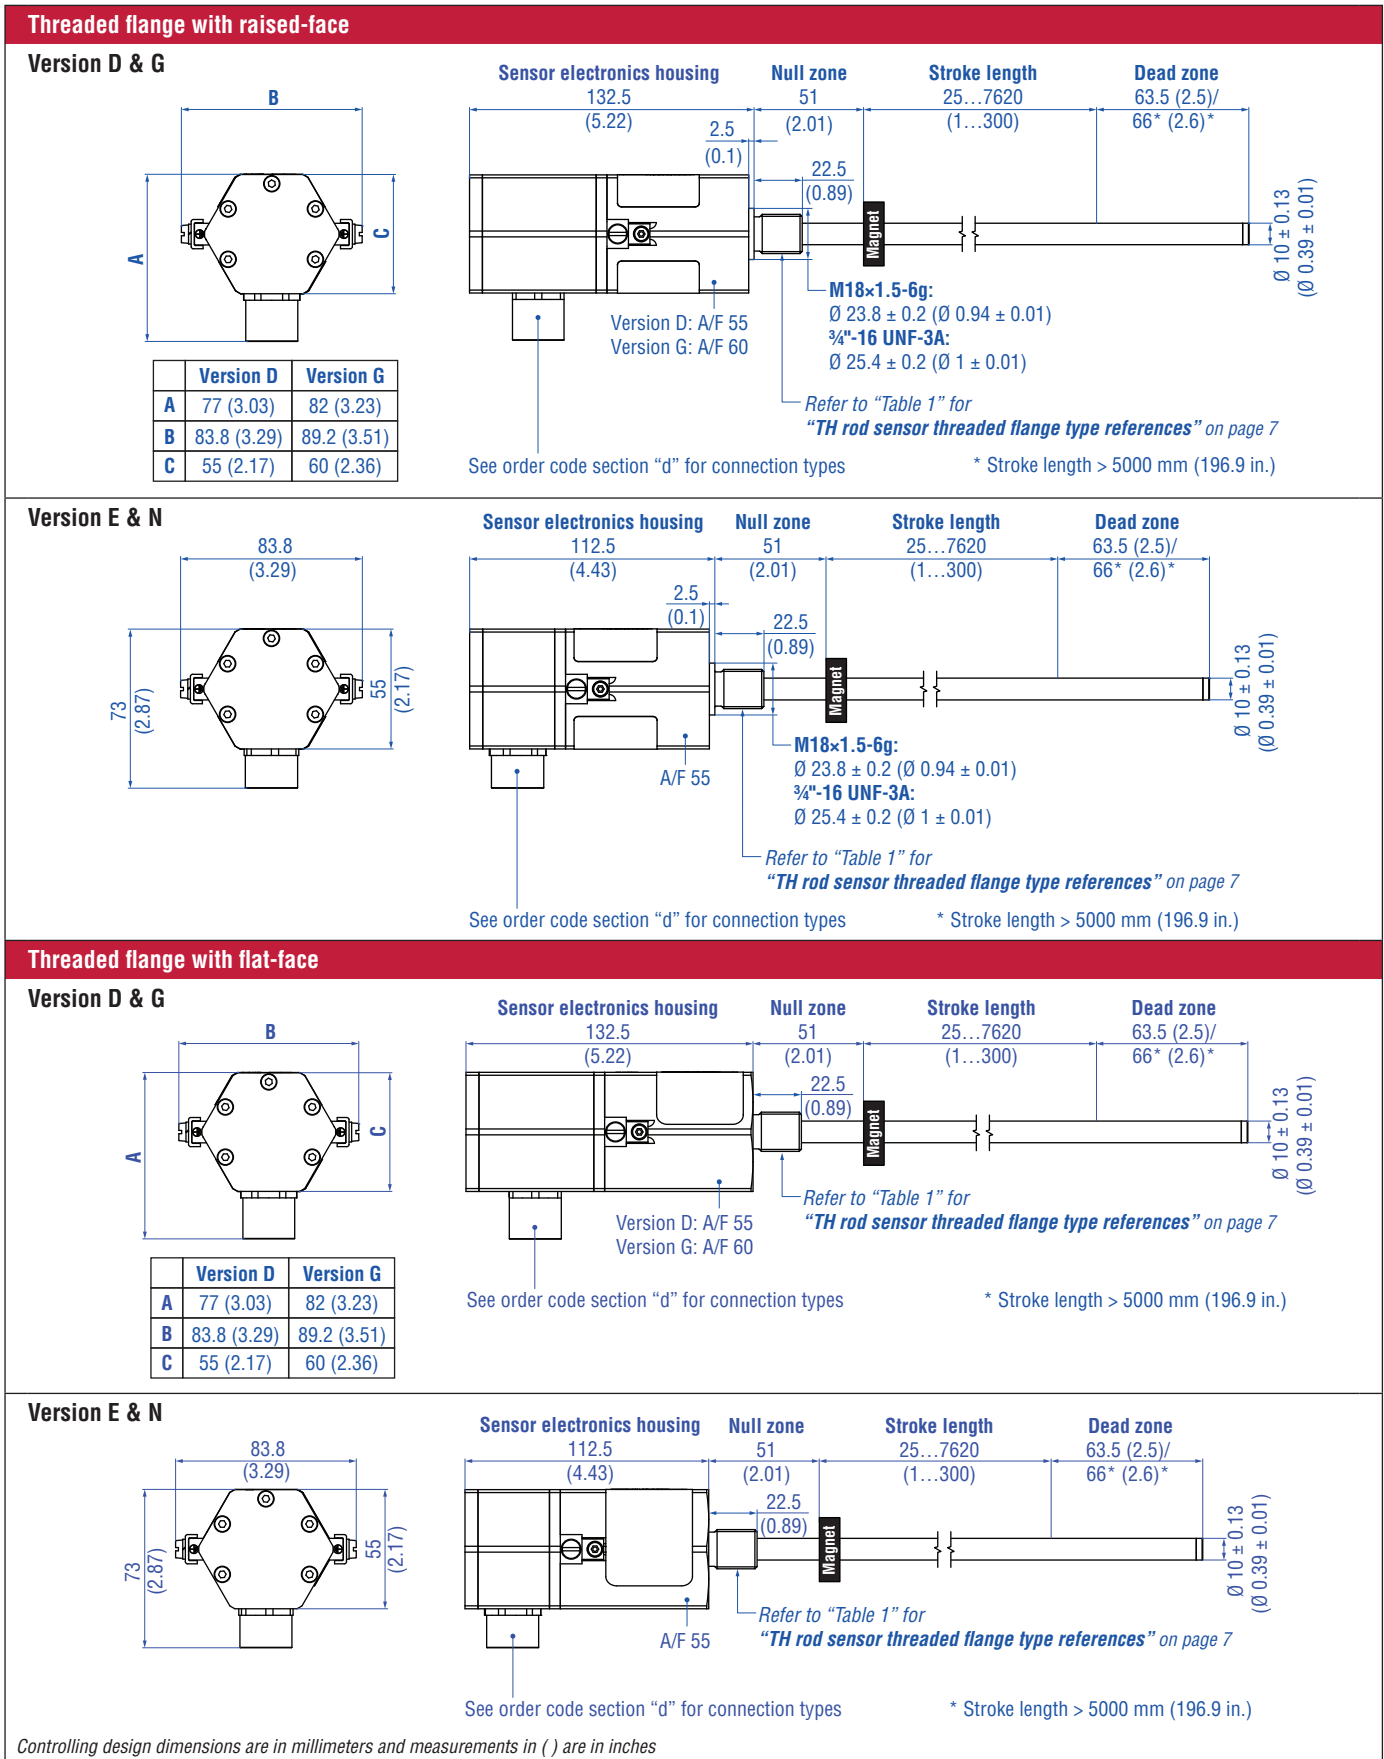 Threaded flange with raised-face
Version D & G
Sensor electronics housing
Null zone
Stroke length
Dead zone
B
132.5
(5.22)
51
(2.01)
25…7620
(1…300)
63.5 (2.5)/
66* (2.6)*
2.5
(0.1)
22.5
(0.89)
A
C
Magnet
Ø 10 ± 0.13
(Ø 0.39 ± 0.01)
M18×1.5-6g:
Ø 23.8 ± 0.2 (Ø 0.94 ± 0.01)
¾"-16 UNF-3A:
Ø 25.4 ± 0.2 (Ø 1 ± 0.01)
Version D: A/F 55
Version G: A/F 60
Version D Version G
A 77 (3.03) 82 (3.23)
B 83.8 (3.29) 89.2 (3.51)
C 55 (2.17) 60 (2.36)
Refer to “Table 1” for
“TH rod sensor threaded flange type references” on page 7
See order code section “d” for connection types
* Stroke length > 5000 mm (196.9 in.)
Version E & N
Sensor electronics housing
Null zone
Stroke length
Dead zone
83.8
(3.29)
112.5
(4.43)
51
(2.01)
25…7620
(1…300)
63.5 (2.5)/
66* (2.6)*
2.5
(0.1)
22.5
(0.89)
73
(2.87)
55
(2.17)
Magnet
Ø 10 ± 0.13
(Ø 0.39 ± 0.01)
M18×1.5-6g:
Ø 23.8 ± 0.2 (Ø 0.94 ± 0.01)
¾"-16 UNF-3A:
Ø 25.4 ± 0.2 (Ø 1 ± 0.01)
A/F 55
Refer to “Table 1” for
“TH rod sensor threaded flange type references” on page 7
See order code section “d” for connection types
* Stroke length > 5000 mm (196.9 in.)
Threaded flange with flat-face
Version D & G
Sensor electronics housing
Null zone
Stroke length
Dead zone
B
132.5
(5.22)
51
(2.01)
25…7620
(1…300)
63.5 (2.5)/
66* (2.6)*
22.5
(0.89)
A
C
Magnet
Ø 10 ± 0.13
(Ø 0.39 ± 0.01)
Refer to “Table 1” for
“TH rod sensor threaded flange type references” on page 7
Version D: A/F 55
Version G: A/F 60
Version D Version G
A 77 (3.03) 82 (3.23)
B 83.8 (3.29) 89.2 (3.51)
C 55 (2.17) 60 (2.36)
See order code section “d” for connection types
* Stroke length > 5000 mm (196.9 in.)
Version E & N
Sensor electronics housing
Null zone
Stroke length
Dead zone
83.8
(3.29)
112.5
(4.43)
51
(2.01)
25…7620
(1…300)
63.5 (2.5)/
66* (2.6)*
22.5
(0.89)
73
(2.87)
55
(2.17)
Magnet
Ø 10 ± 0.13
(Ø 0.39 ± 0.01)
A/F 55
Refer to “Table 1” for
“TH rod sensor threaded flange type references” on page 7
See order code section “d” for connection types
* Stroke length > 5000 mm (196.9 in.)
Controlling design dimensions are in millimeters and measurements in ( ) are in inches